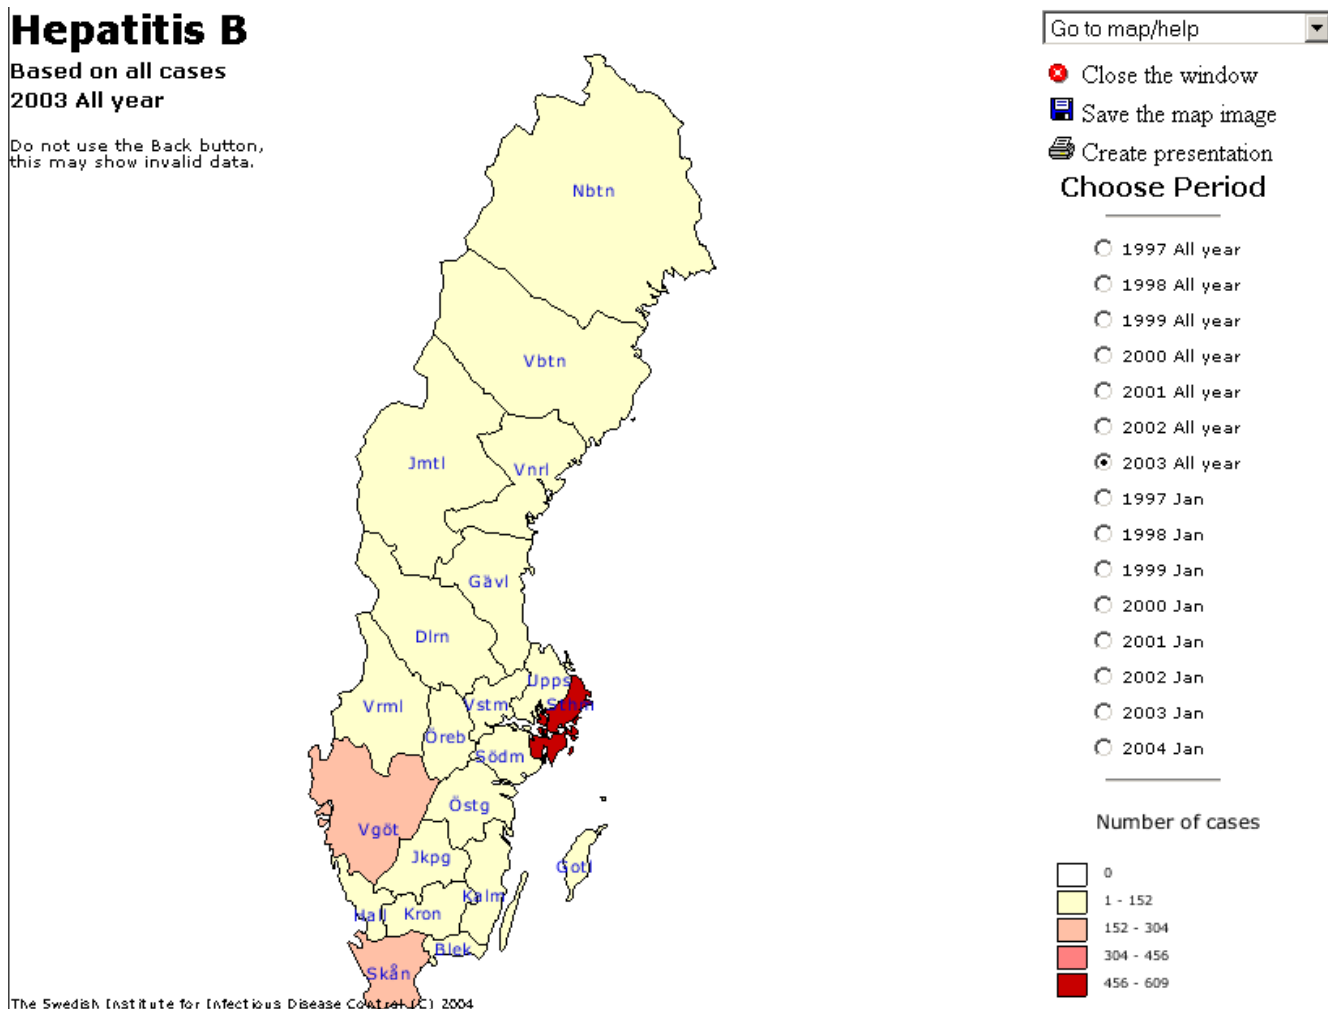 Hepatitis B
Based on all cases
2003 All year
Do not use the Back button,
this may show invalid data.
Nbtn
Vbtn
Jmtl
Vnrl
Gävl
Dlrn
Upps
Vrml
Vstm
Sthm
Öreb
Södm
Östg
Vgöt
Jkpg
Gotl
Kalm
Hall
Kron
Blek
Skån
The Swedish Institute for Infectious Disease Control (C) 2004
Go to map/help
Close the window
Save the map image
Create presentation
Choose Period
1997 All year
1998 All year
1999 All year
2000 All year
2001 All year
2002 All year
2003 All year
1997 Jan
1998 Jan
1999 Jan
2000 Jan
2001 Jan
2002 Jan
2003 Jan
2004 Jan
Number of cases
0
1 - 152
152 - 304
304 - 456
456 - 609